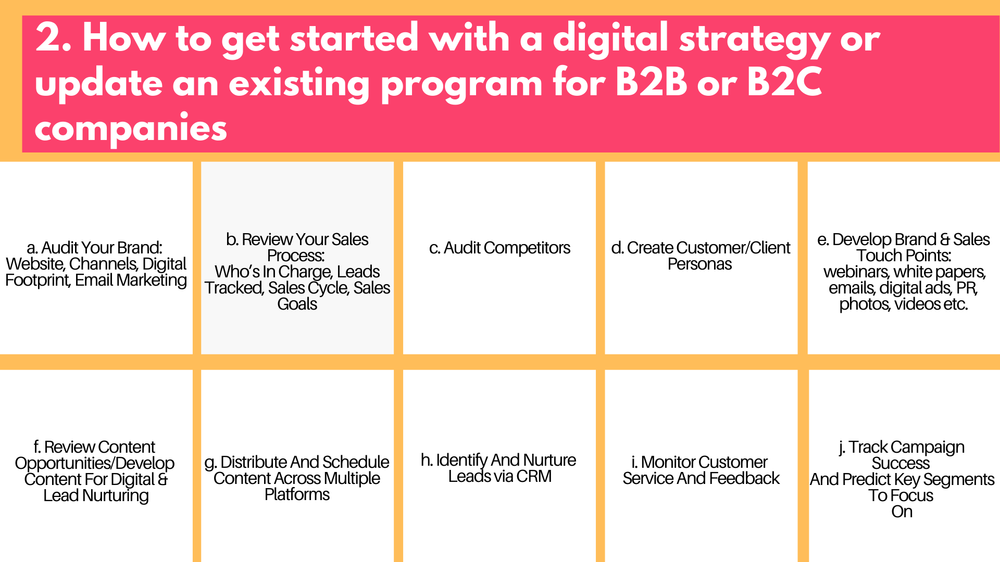 2. How to get started with a digital strategy or
update an existing program for B2B or B2C
companies
a. Audit Your Brand:
Website, Channels, Digital
Footprint, Email Marketing
b. Review Your Sales
Process:
Who's In Charge, Leads
Tracked, Sales Cycle, Sales
Goals
c. Audit Competitors
d. Create Customer/Client
Personas
e. Develop Brand & Sales
Touch Points:
webinars, white papers,
emails, digital ads, PR,
photos, videos etc.
f. Review Content
Opportunities/Develop
Content For Digital &
Lead Nurturing
g. Distribute And Schedule
Content Across Multiple
Platforms
h. Identify And Nurture
Leads via CRM
i. Monitor Customer
Service And Feedback
j. Track Campaign
Success
And Predict Key Segments
To Focus
On